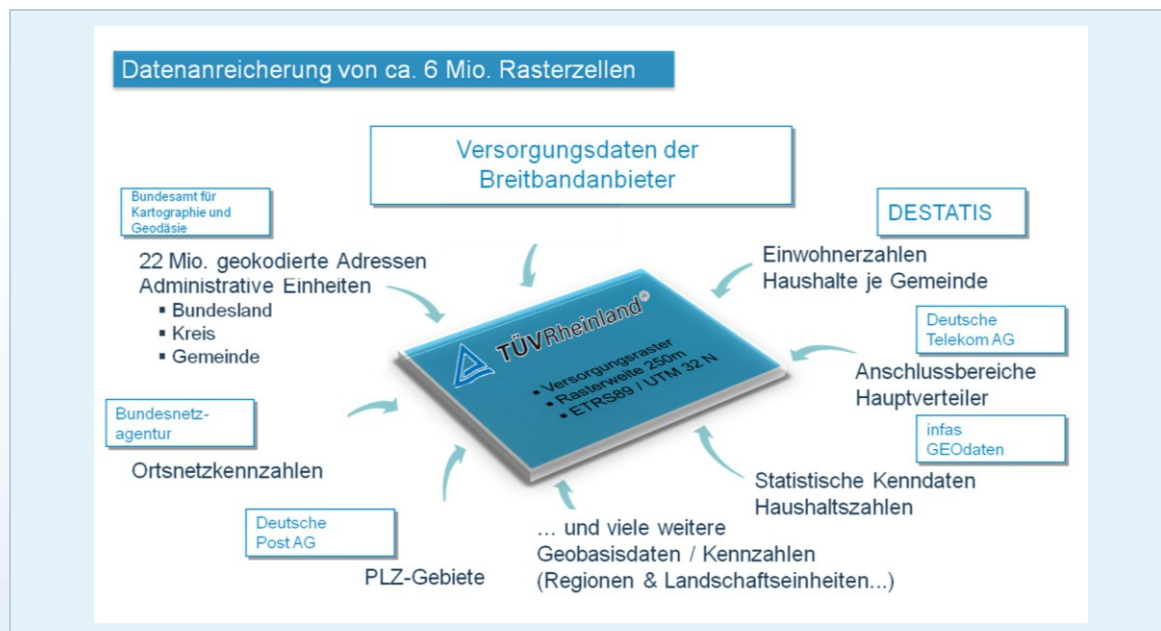 Datenanreicherung von ca. 6 Mio. Rasterzellen
Versorgungsdaten der
Breitbandanbieter
Bundesamt für
Kartographie und
Geodäsie
22 Mio. geokodierte Adressen
Administrative Einheiten
▪ Bundesland
▪ Kreis
▪ Gemeinde
DESTATIS
Einwohnerzahlen
Haushalte je Gemeinde
TÜVRheinland®
▪ Versorgungsraster
▪ Rasterweite 250m
▪ ETRS89 / UTM 32 N
Deutsche
Telekom AG
Anschlussbereiche
Hauptverteiler
Bundesnetz-
agentur
Ortsnetzkennzahlen
infas
GEOdaten
Statistische Kenndaten
Haushaltszahlen
Deutsche
Post AG
PLZ-Gebiete
... und viele weitere
Geobasisdaten / Kennzahlen
(Regionen & Landschaftseinheiten...)